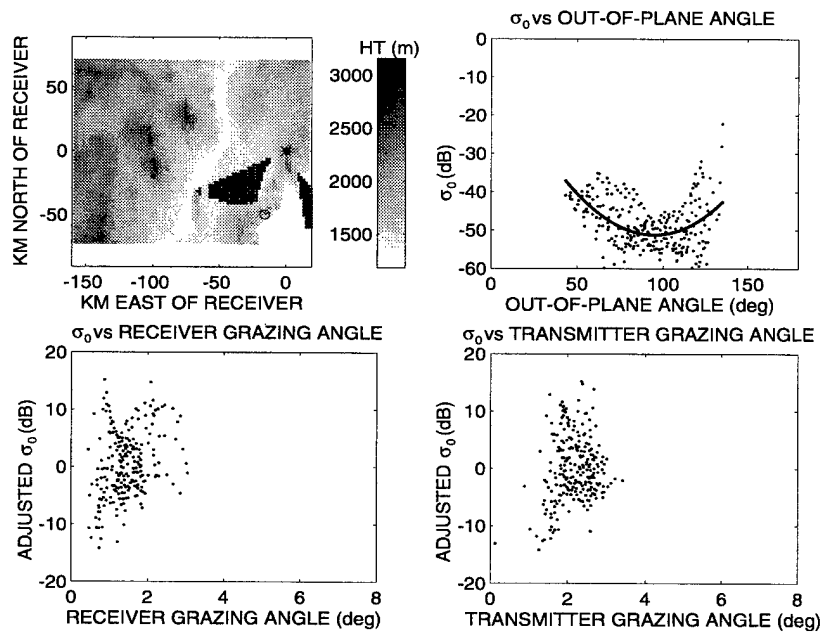 HT (m)
3000
2500
2000
1500
KM NORTH OF RECEIVER
50
0
-50
-150 -100 -50 0
KM EAST OF RECEIVER
σ₀ vs OUT-OF-PLANE ANGLE
σ₀ (dB)
0
-10
-20
-30
-40
-50
-60
0 50 100 150
OUT-OF-PLANE ANGLE (deg)
σ₀ vs RECEIVER GRAZING ANGLE
ADJUSTED σ₀ (dB)
20
10
0
-10
-20
0 2 4 6 8
RECEIVER GRAZING ANGLE (deg)
σ₀ vs TRANSMITTER GRAZING ANGLE
ADJUSTED σ₀ (dB)
20
10
0
-10
-20
0 2 4 6 8
TRANSMITTER GRAZING ANGLE (deg)